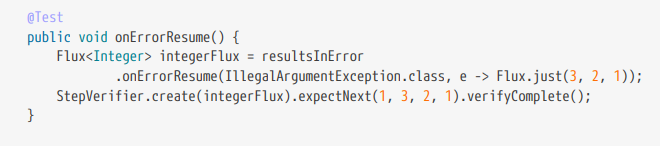 @Test
public void onErrorResume() {
Flux<Integer> integerFlux = resultsInError
.onErrorResume(IllegalArgumentException.class, e -> Flux.just(3, 2, 1));
StepVerifier.create(integerFlux).expectNext(1, 3, 2, 1).verifyComplete();
}